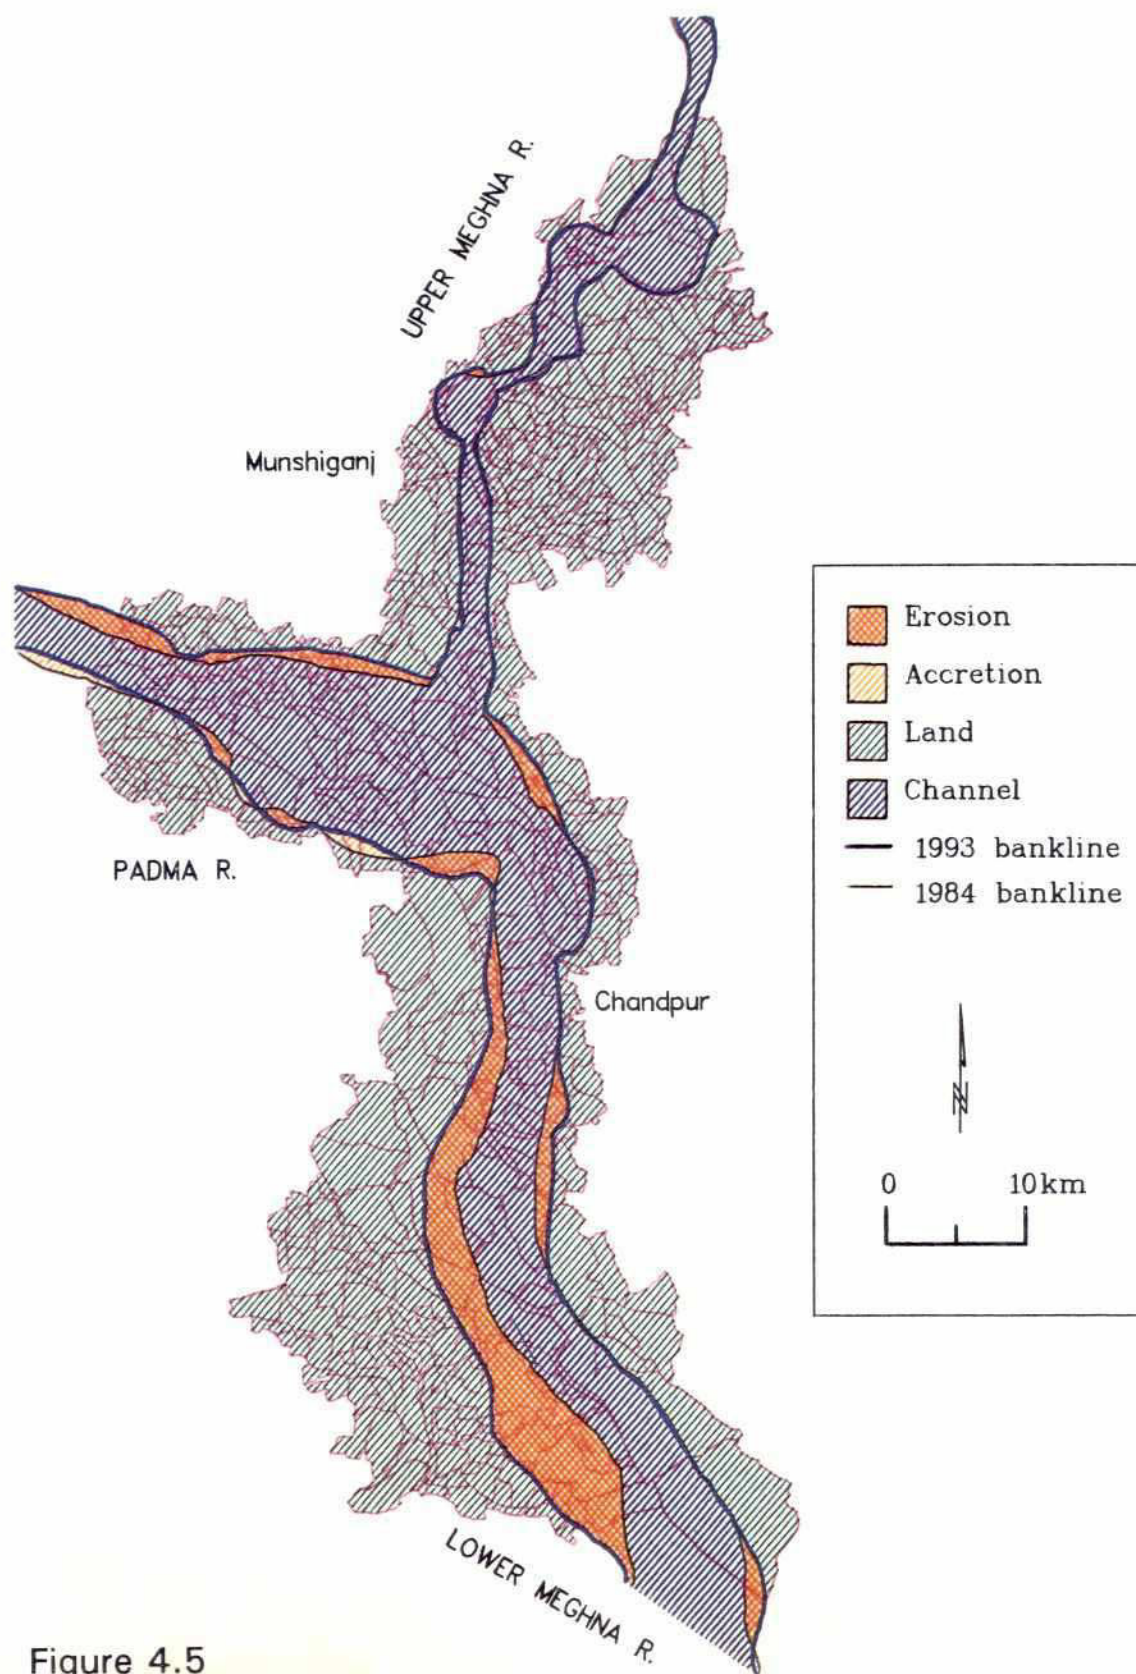 UPPER MEGHNA R.
Munshiganj
PADMA R.
Chandpur
LOWER MEGHNA R.
Erosion
Accretion
Land
Channel
1993 bankline
1984 bankline
N
0 10km
Figure 4.5